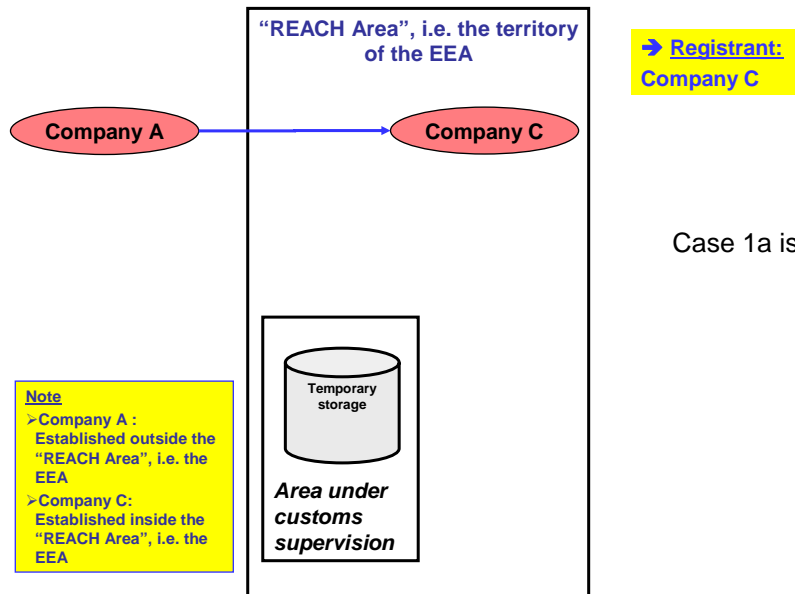 “REACH Area”, i.e. the territory
of the EEA
➔ Registrant:
Company C
Company A
Company C
Case 1a is
Temporary
storage
Area under
customs
supervision
Note
➢Company A :
Established outside the
“REACH Area”, i.e. the
EEA
➢Company C:
Established inside the
“REACH Area”, i.e. the
EEA